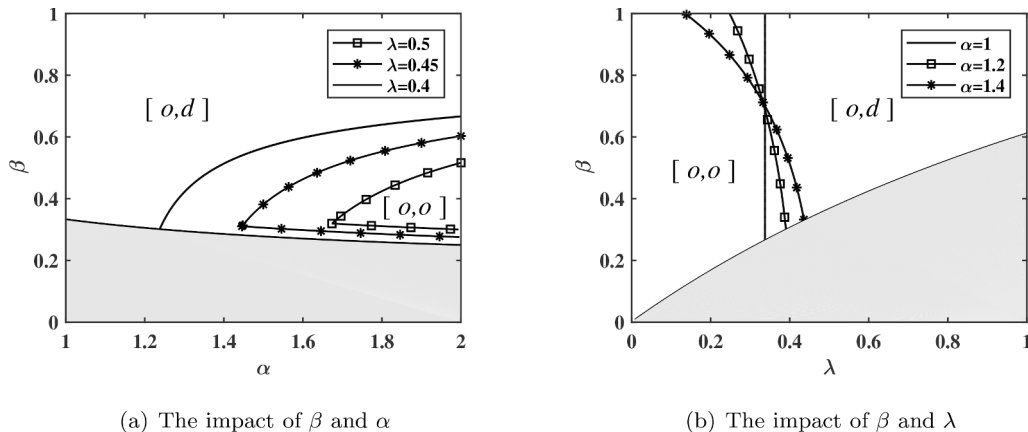 1
0.8
0.6
0.4
0.2
0
β
[ o,d ]
[ o,o ]
λ=0.5
λ=0.45
λ=0.4
1 1.2 1.4 1.6 1.8 2
α
(a) The impact of β and α
1
0.8
0.6
0.4
0.2
0
β
[ o,o ]
[ o,d ]
α=1
α=1.2
α=1.4
0 0.2 0.4 0.6 0.8 1
λ
(b) The impact of β and λ